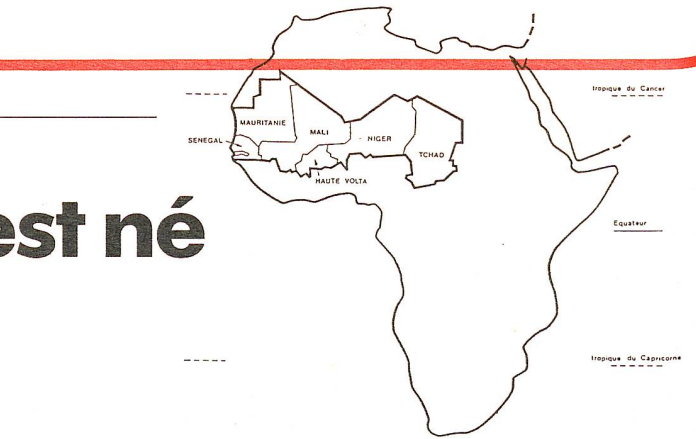 tropique du Cancer
MAURITANIE
MALI
NIGER
SENEGAL
TCHAD
HAUTE VOLTA
est né
Equateur
tropique du Capricorne